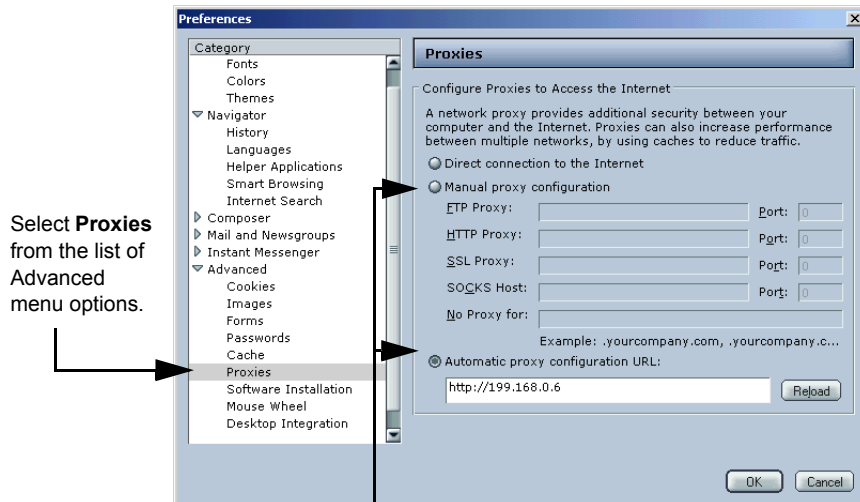 Preferences
Category
Fonts
Colors
Themes
Navigator
History
Languages
Helper Applications
Smart Browsing
Internet Search
Composer
Mail and Newsgroups
Instant Messenger
Advanced
Cookies
Images
Forms
Passwords
Cache
Proxies
Software Installation
Mouse Wheel
Desktop Integration
Select Proxies
from the list of
Advanced
menu options.
Proxies
Configure Proxies to Access the Internet
A network proxy provides additional security between your
computer and the Internet. Proxies can also increase performance
between multiple networks, by using caches to reduce traffic.
Direct connection to the Internet
Manual proxy configuration
FTP Proxy: Port: 0
HTTP Proxy: Port: 0
SSL Proxy: Port: 0
SOCKS Host: Port: 0
No Proxy for:
Example: .yourcompany.com, .yourcompany.c...
Automatic proxy configuration URL:
http://199.168.0.6 Reload
OK Cancel